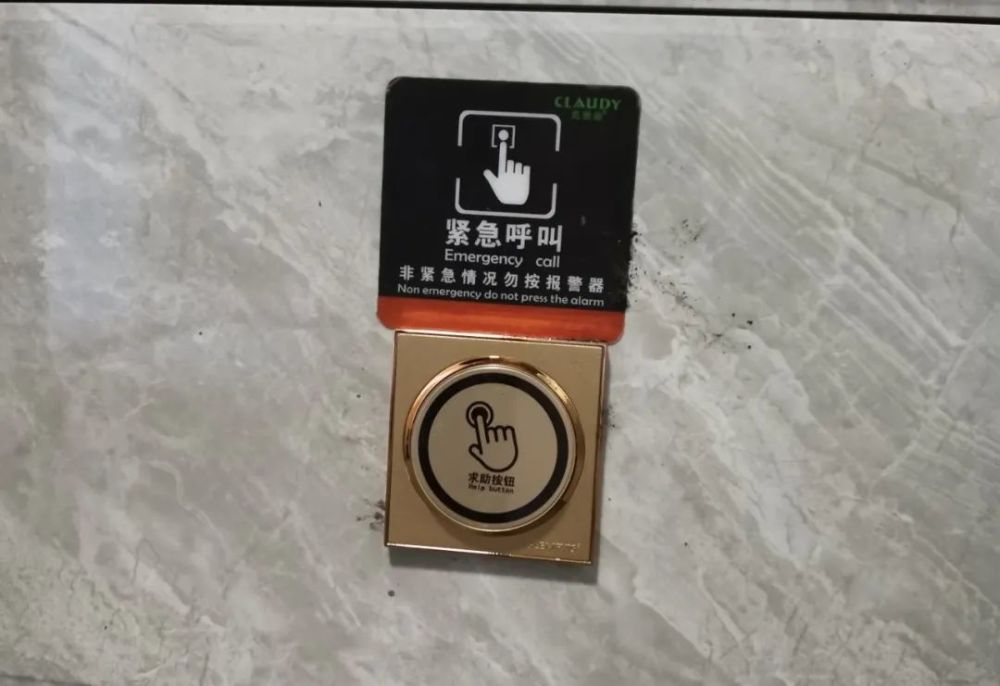 CLAUDY
紧急呼叫
Emergency call
非紧急情况勿按报警器
Non emergency do not press the alarm
求助按钮
Help button